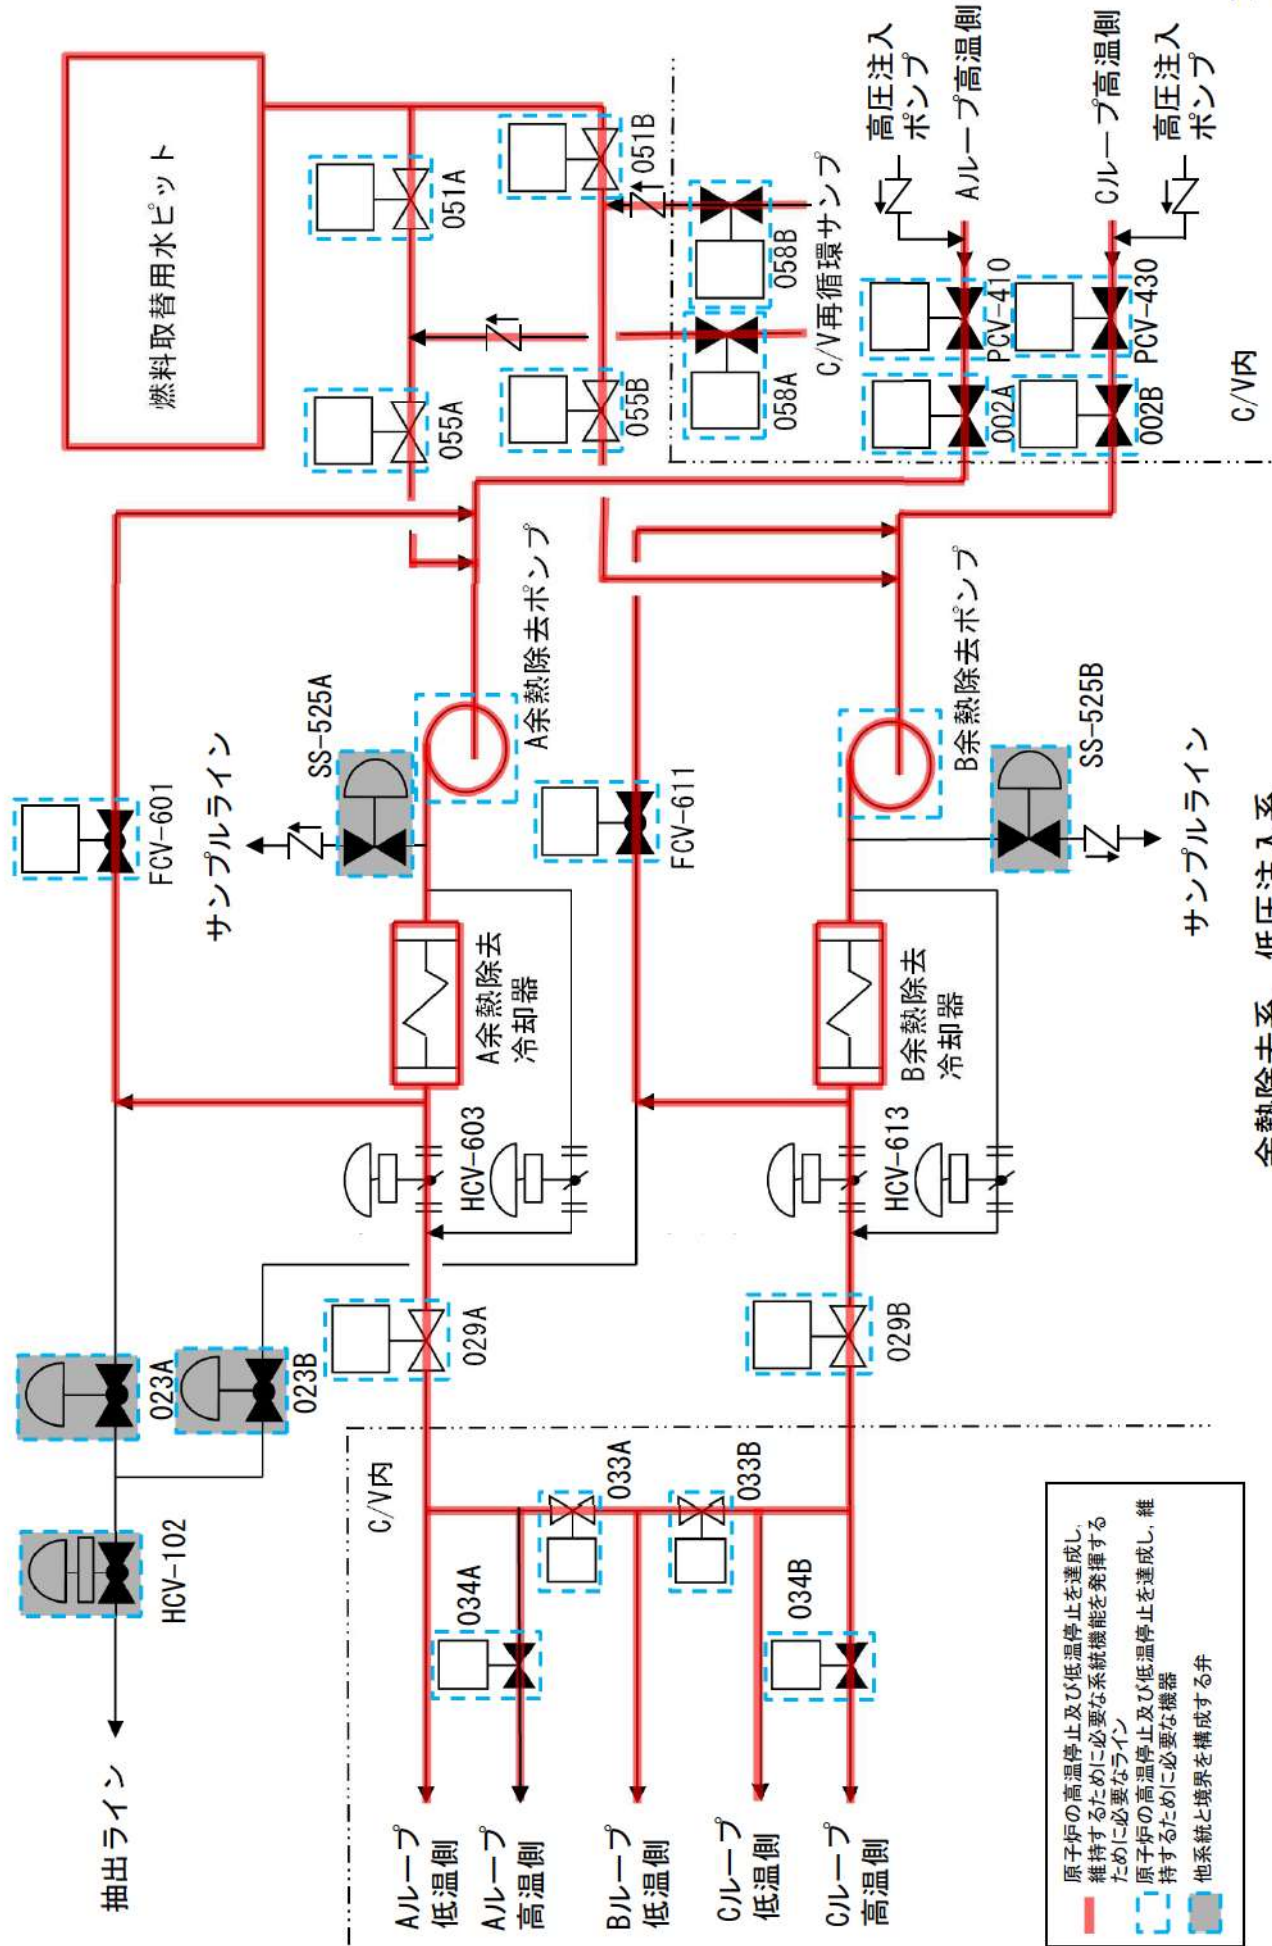 抽出ライン
HCV-102
023A
023B
FCV-601
サンプルライン
SS-525A
燃料取替用水ピット
C/V内
029A
HCV-603
A余熱除去
冷却器
A余熱除去ポンプ
055A
051A
Aループ
低温側
Aループ
高温側
034A
033A
FCV-611
055B
051B
Bループ
低温側
033B
058A
058B
C/V再循環サンプ
Cループ
低温側
034B
Cループ
高温側
029B
HCV-613
B余熱除去
冷却器
B余熱除去ポンプ
002A
PCV-410
高圧注入
ポンプ
Aループ高温側
SS-525B
サンプルライン
002B
PCV-430
Cループ高温側
高圧注入
ポンプ
C/V内
原子炉の高温停止及び低温停止を達成し,
維持するために必要な系統機能を発揮する
ために必要なライン
原子炉の高温停止及び低温停止を達成し, 維
持するために必要な機器
他系統と境界を構成する弁
余熱除去系 低圧注入系